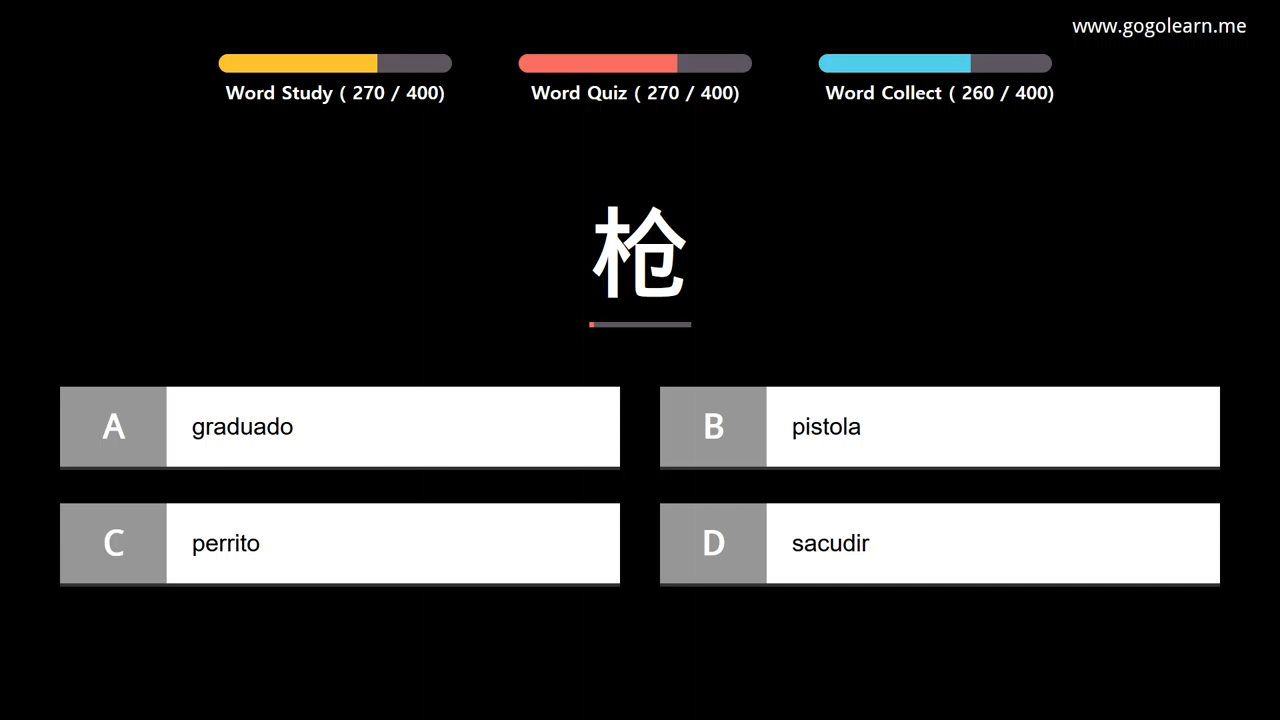 www.gogolearn.me
Word Study ( 270 / 400)
Word Quiz ( 270 / 400)
Word Collect ( 260 / 400)
枪
A graduado
B pistola
C perrito
D sacudir